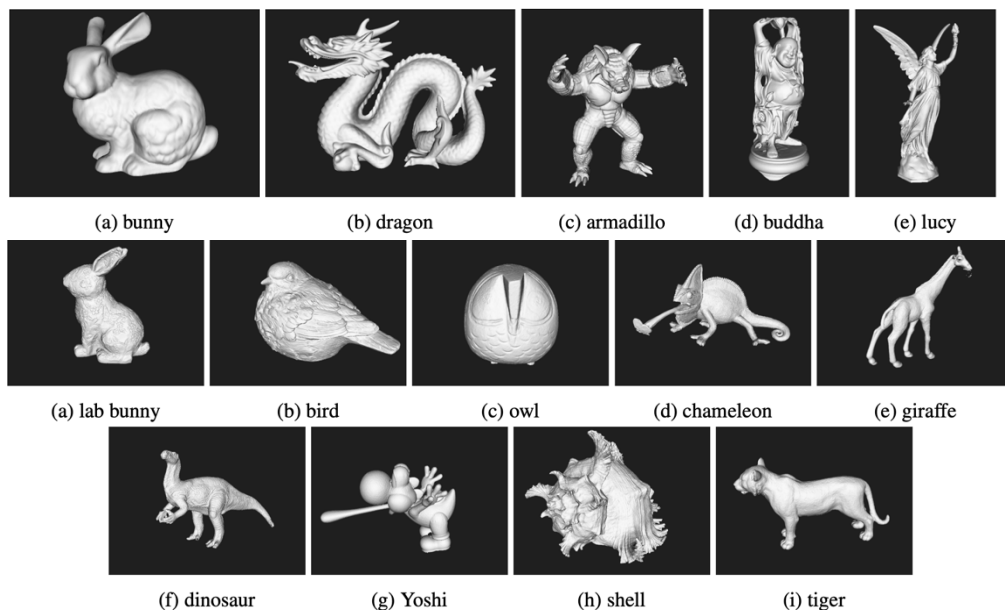 (a) bunny (b) dragon (c) armadillo (d) buddha (e) lucy
(a) lab bunny (b) bird (c) owl (d) chameleon (e) giraffe
(f) dinosaur (g) Yoshi (h) shell (i) tiger